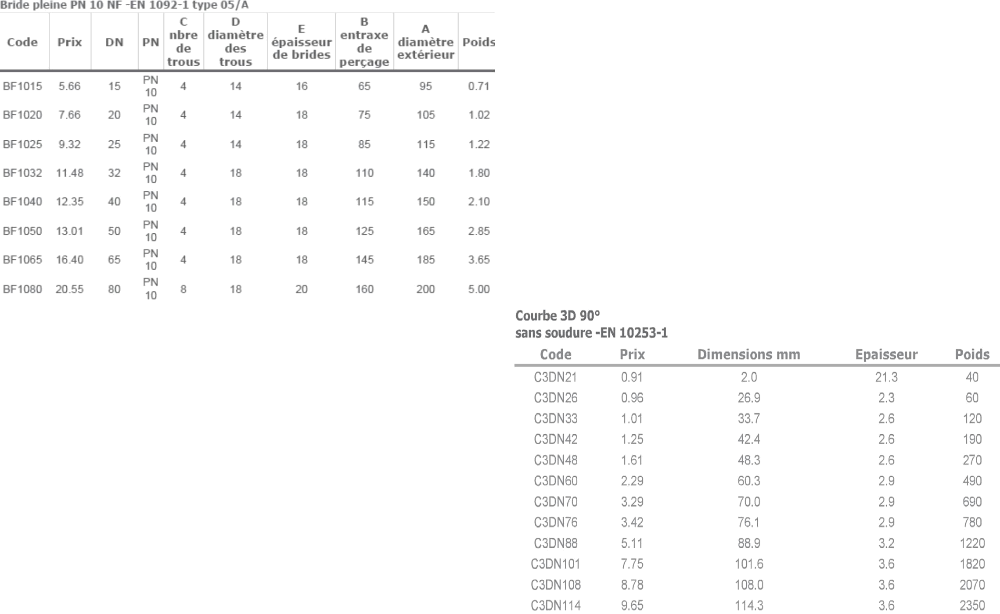 Bride pleine PN 10 NF -EN 1092-1 type 05/A
Code Prix DN PN C nbre de trous D diamètre des trous E épaisseur de brides B entraxe de perçage A diamètre extérieur Poids
BF1015 5.66 15 PN 10 4 14 16 65 95 0.71
BF1020 7.66 20 PN 10 4 14 18 75 105 1.02
BF1025 9.32 25 PN 10 4 14 18 85 115 1.22
BF1032 11.48 32 PN 10 4 18 18 110 140 1.80
BF1040 12.35 40 PN 10 4 18 18 115 150 2.10
BF1050 13.01 50 PN 10 4 18 18 125 165 2.85
BF1065 16.40 65 PN 10 4 18 18 145 185 3.65
BF1080 20.55 80 PN 10 8 18 20 160 200 5.00
Courbe 3D 90°
sans soudure -EN 10253-1
Code Prix Dimensions mm Epaisseur Poids
C3DN21 0.91 2.0 21.3 40
C3DN26 0.96 26.9 2.3 60
C3DN33 1.01 33.7 2.6 120
C3DN42 1.25 42.4 2.6 190
C3DN48 1.61 48.3 2.6 270
C3DN60 2.29 60.3 2.9 490
C3DN70 3.29 70.0 2.9 690
C3DN76 3.42 76.1 2.9 780
C3DN88 5.11 88.9 3.2 1220
C3DN101 7.75 101.6 3.6 1820
C3DN108 8.78 108.0 3.6 2070
C3DN114 9.65 114.3 3.6 2350